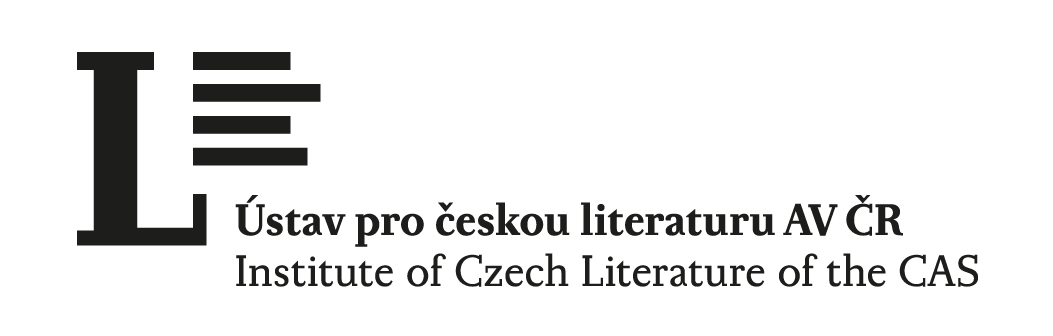 Ústav pro českou literaturu AV ČR
Institute of Czech Literature of the CAS